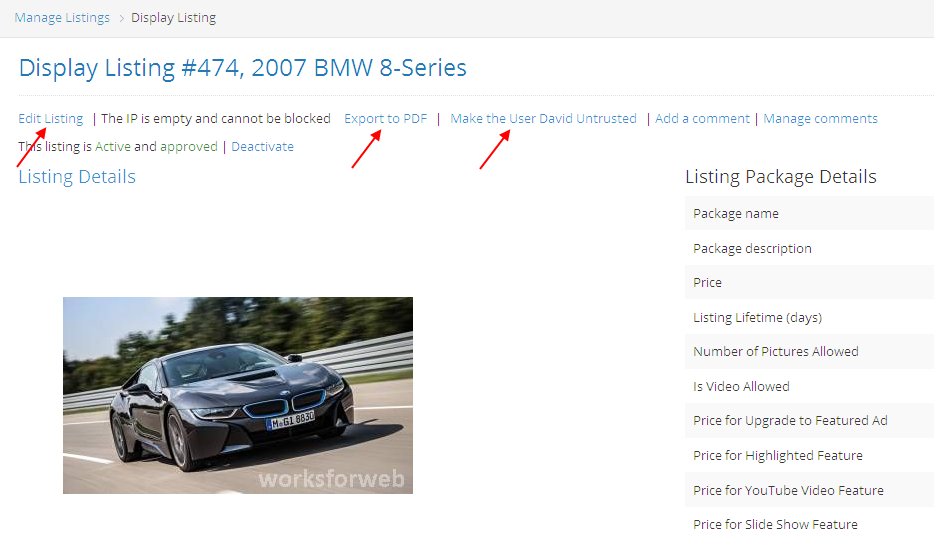 Manage Listings > Display Listing
Display Listing #474, 2007 BMW 8-Series
Edit Listing | The IP is empty and cannot be blocked Export to PDF | Make the User David Untrusted | Add a comment | Manage comments
This listing is Active and approved | Deactivate
Listing Details
Listing Package Details
Package name
Package description
Price
Listing Lifetime (days)
Number of Pictures Allowed
Is Video Allowed
Price for Upgrade to Featured Ad
Price for Highlighted Feature
Price for YouTube Video Feature
Price for Slide Show Feature
M GI 8830
worksforweb